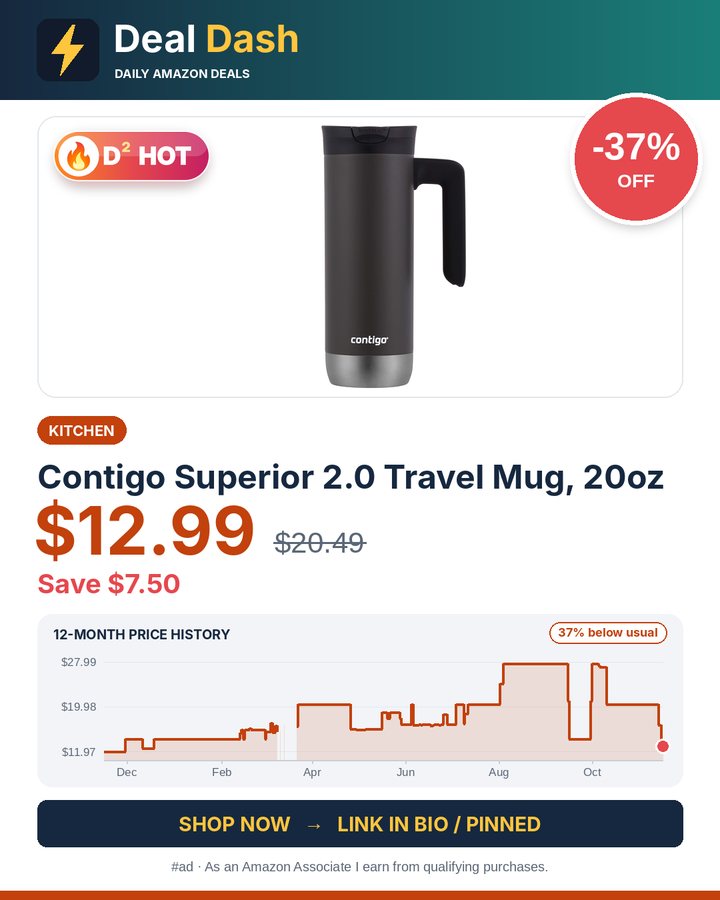 Deal Dash
DAILY AMAZON DEALS
D² HOT
-37%
OFF
contigo
KITCHEN
Contigo Superior 2.0 Travel Mug, 20oz
$12.99 $20.49
Save $7.50
12-MONTH PRICE HISTORY
37% below usual
$27.99
$19.98
$11.97
Dec Feb Apr Jun Aug Oct
SHOP NOW → LINK IN BIO / PINNED
#ad · As an Amazon Associate I earn from qualifying purchases.